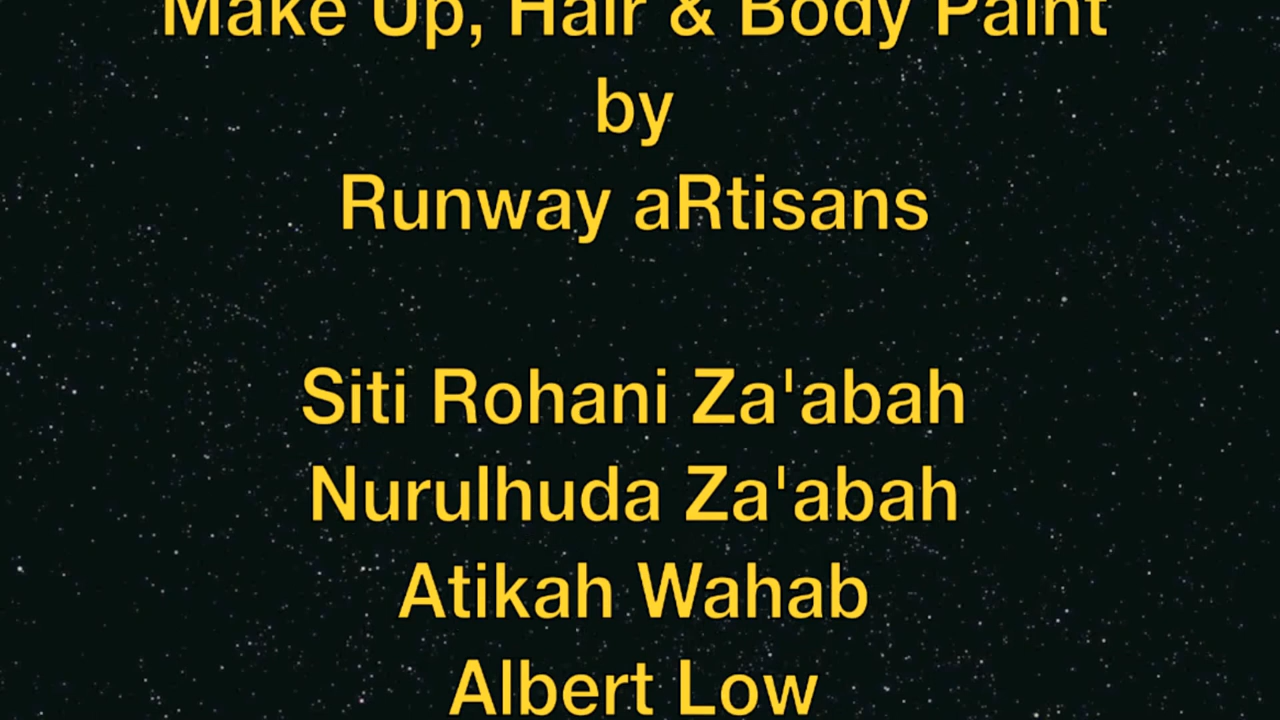 Make Up, Hair & Body Paint
by
Runway aRtisans
Siti Rohani Za'abah
Nurulhuda Za'abah
Atikah Wahab
Albert Low